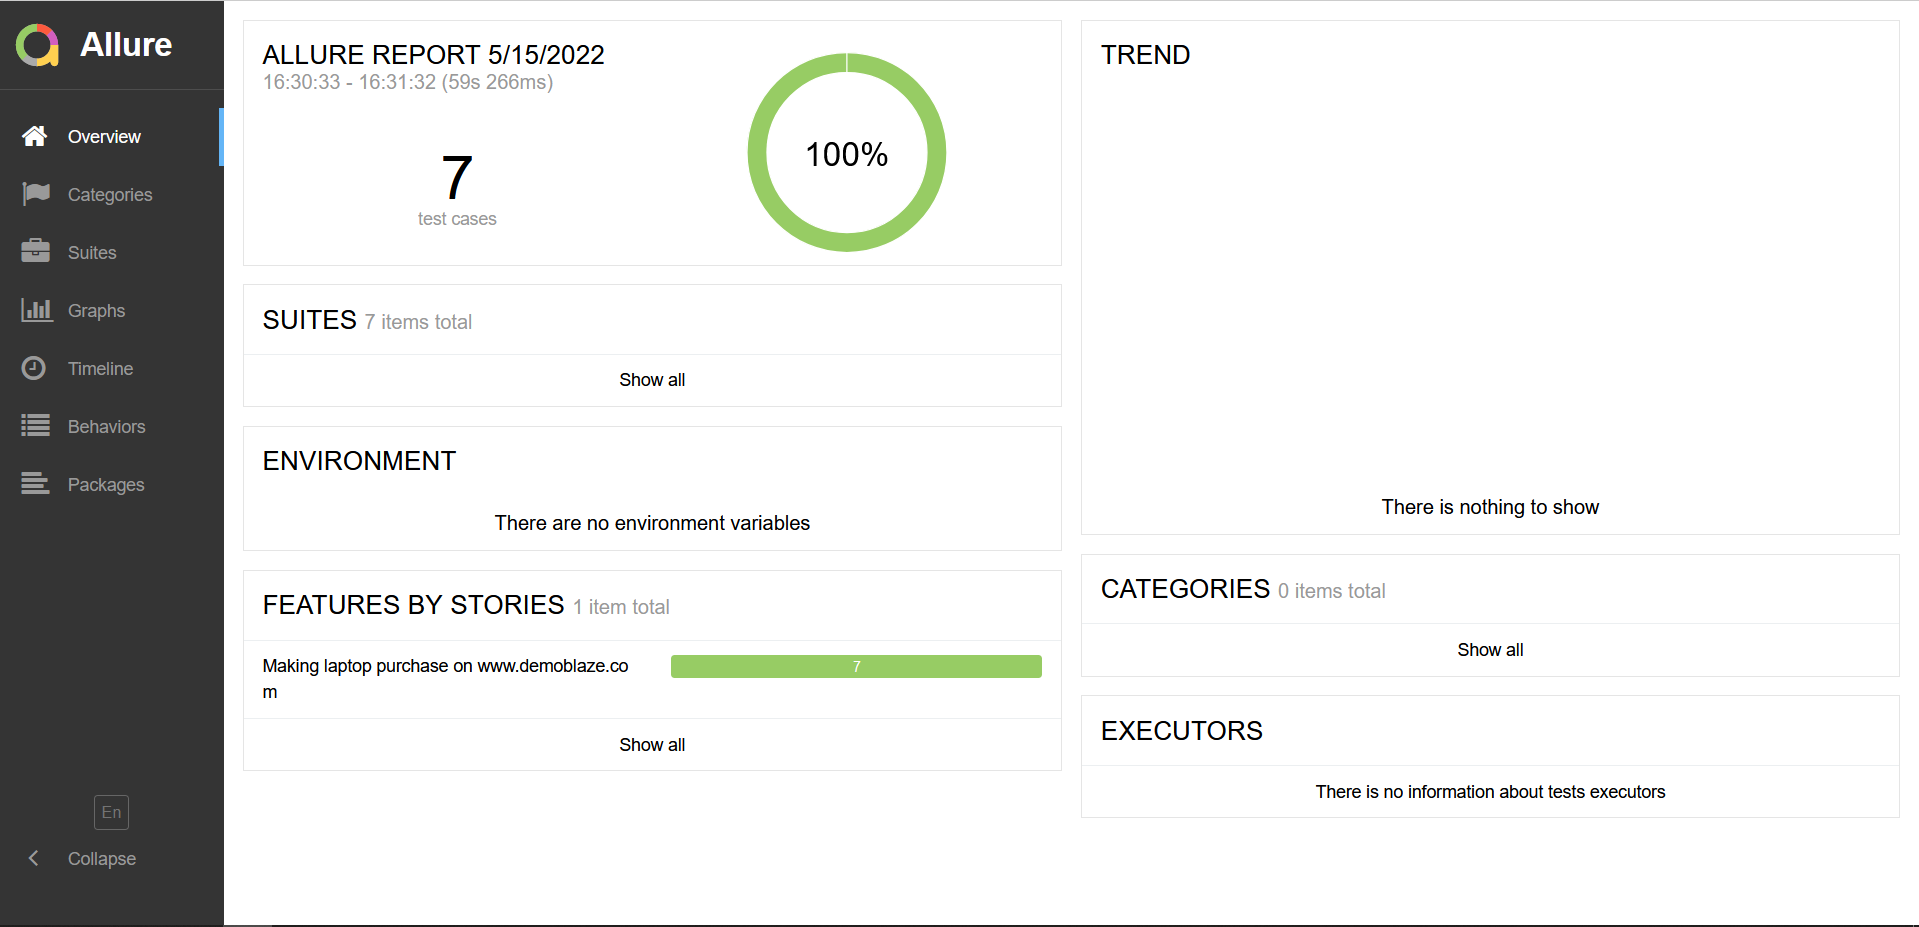 Allure
Overview
Categories
Suites
Graphs
Timeline
Behaviors
Packages
En
Collapse
ALLURE REPORT 5/15/2022
16:30:33 - 16:31:32 (59s 266ms)
7
test cases
100%
SUITES 7 items total
Show all
ENVIRONMENT
There are no environment variables
FEATURES BY STORIES 1 item total
Making laptop purchase on www.demoblaze.co
m
7
Show all
TREND
There is nothing to show
CATEGORIES 0 items total
Show all
EXECUTORS
There is no information about tests executors